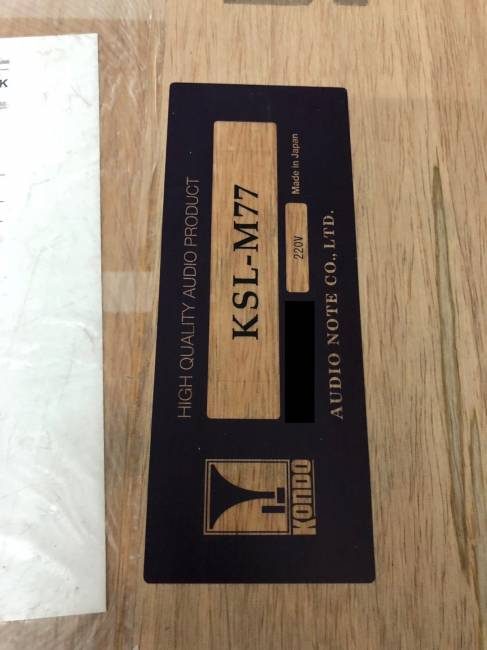 K
HIGH QUALITY AUDIO PRODUCT
KSL-M77
220V
Made in Japan
AUDIO NOTE CO., LTD.
KONDO